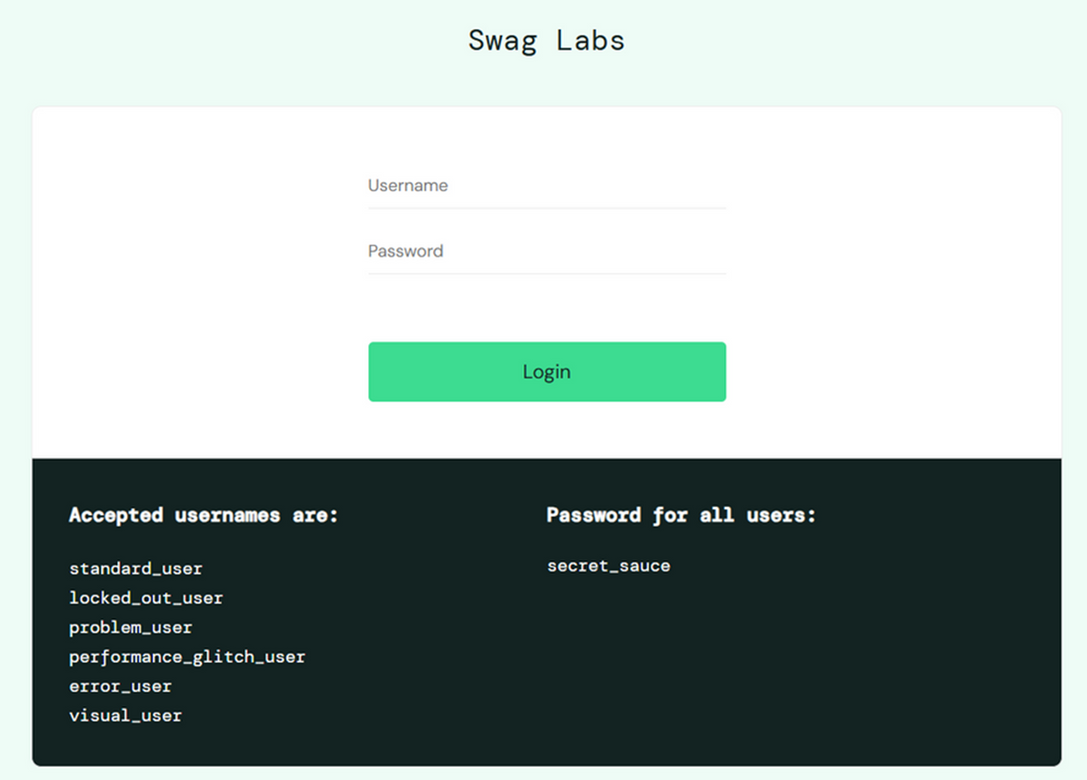 Swag Labs
Username
Password
Login
Accepted usernames are:
standard_user
locked_out_user
problem_user
performance_glitch_user
error_user
visual_user
Password for all users:
secret_sauce